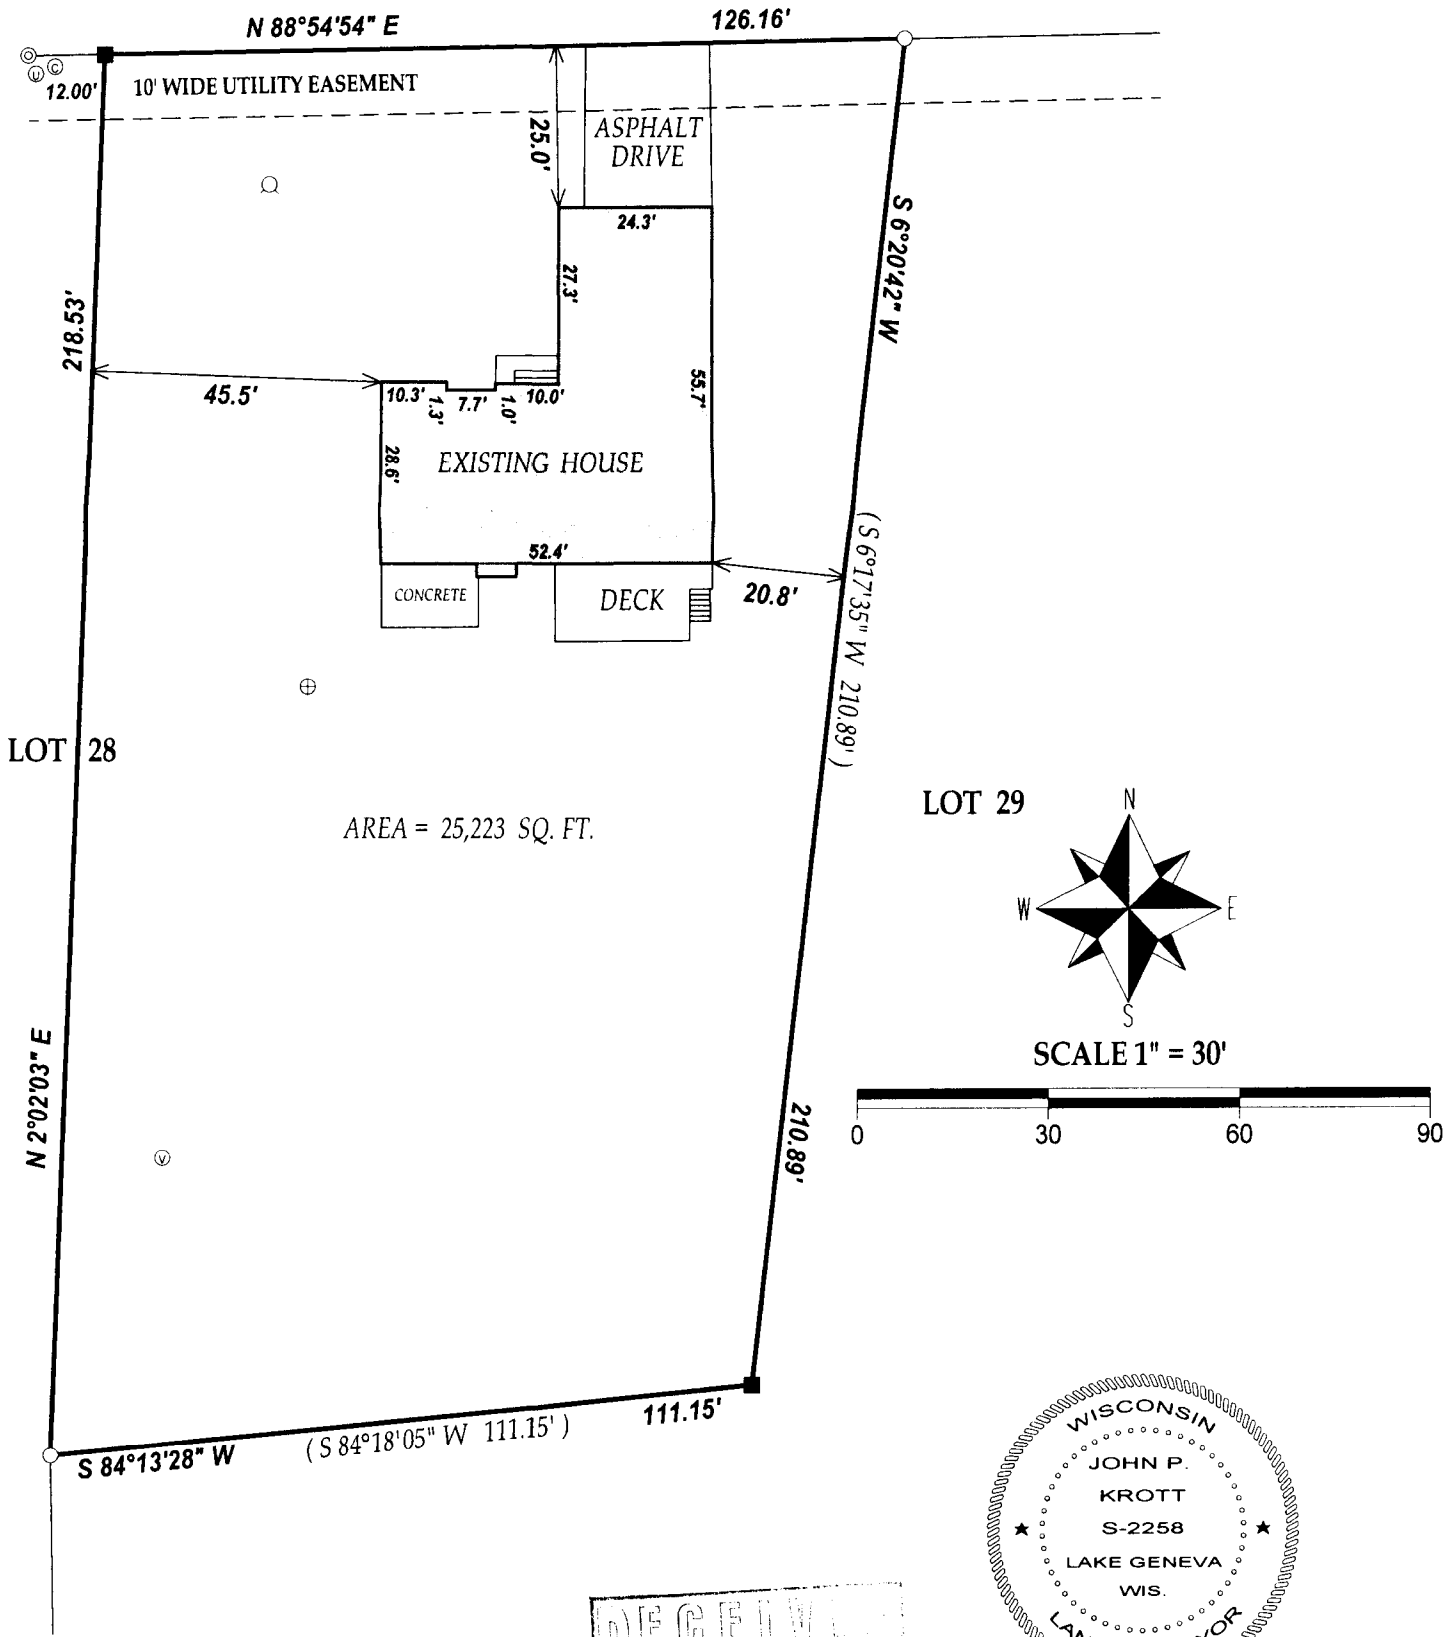 N 88°54'54" E
126.16'
O
U
C
12.00'
10' WIDE UTILITY EASEMENT
25.0'
ASPHALT
DRIVE
24.3'
27.3'
S 6°20'42" W
218.53'
45.5'
10.3'
1.3'
7.7'
1.0'
10.0'
55.7'
28.6'
EXISTING HOUSE
52.4'
CONCRETE
DECK
20.8'
( S 6°17'35" W 210.89' )
LOT 28
AREA = 25,223 SQ. FT.
LOT 29
N
W
E
S
SCALE 1" = 30'
0
30
60
90
N 2°02'03" E
V
210.89'
111.15'
( S 84°18'05" W 111.15' )
S 84°13'28" W
WISCONSIN
JOHN P.
KROTT
S-2258
LAKE GENEVA
WIS.